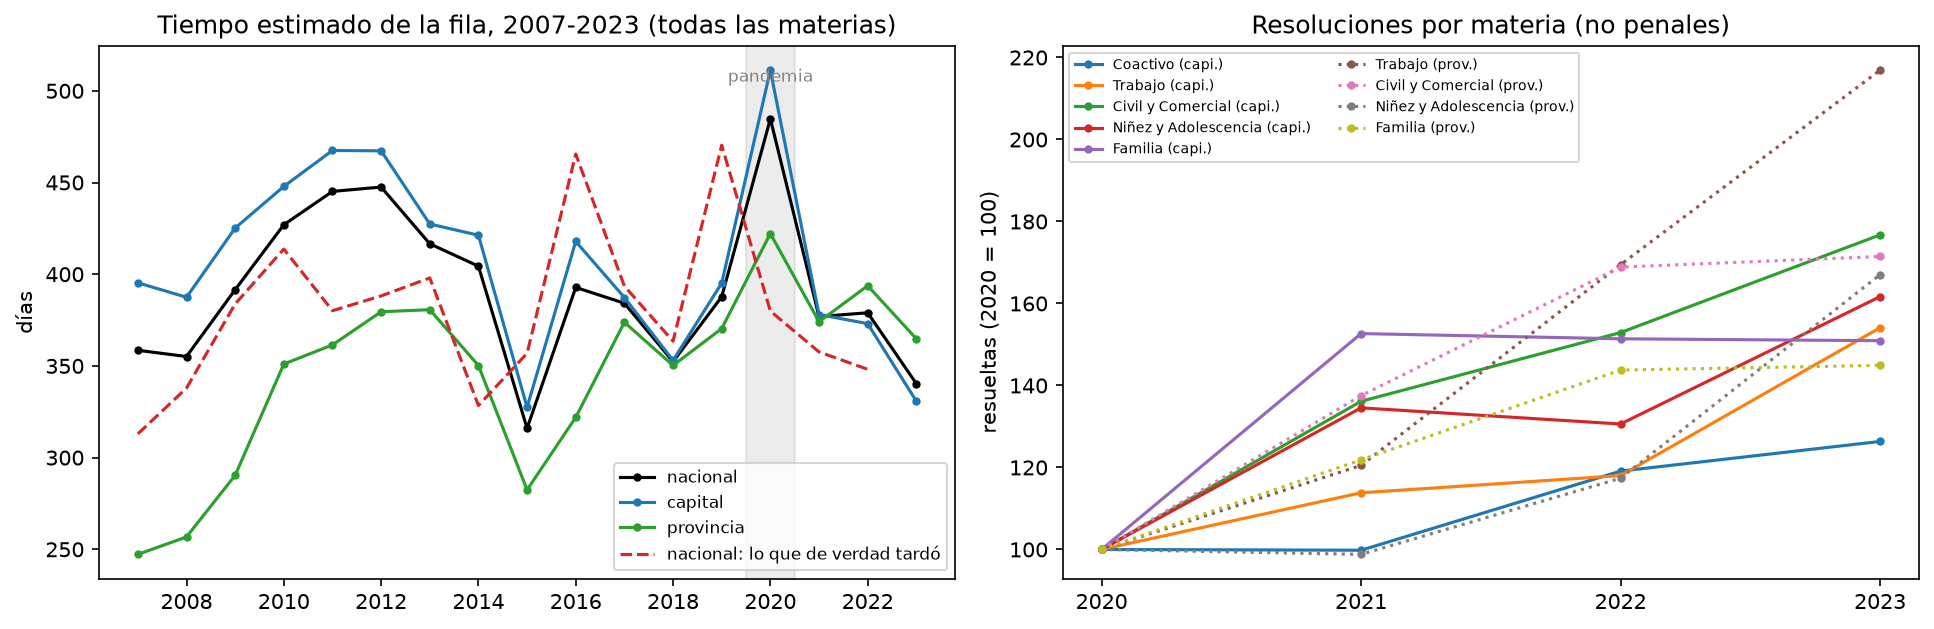 Tiempo estimado de la fila, 2007-2023 (todas las materias)
días
500
450
400
350
300
250
pandemia
nacional
capital
provincia
nacional: lo que de verdad tardó
2008 2010 2012 2014 2016 2018 2020 2022
Resoluciones por materia (no penales)
resueltas (2020 = 100)
220
200
180
160
140
120
100
Coactivo (capi.)
Trabajo (capi.)
Civil y Comercial (capi.)
Niñez y Adolescencia (capi.)
Familia (capi.)
Trabajo (prov.)
Civil y Comercial (prov.)
Niñez y Adolescencia (prov.)
Familia (prov.)
2020 2021 2022 2023